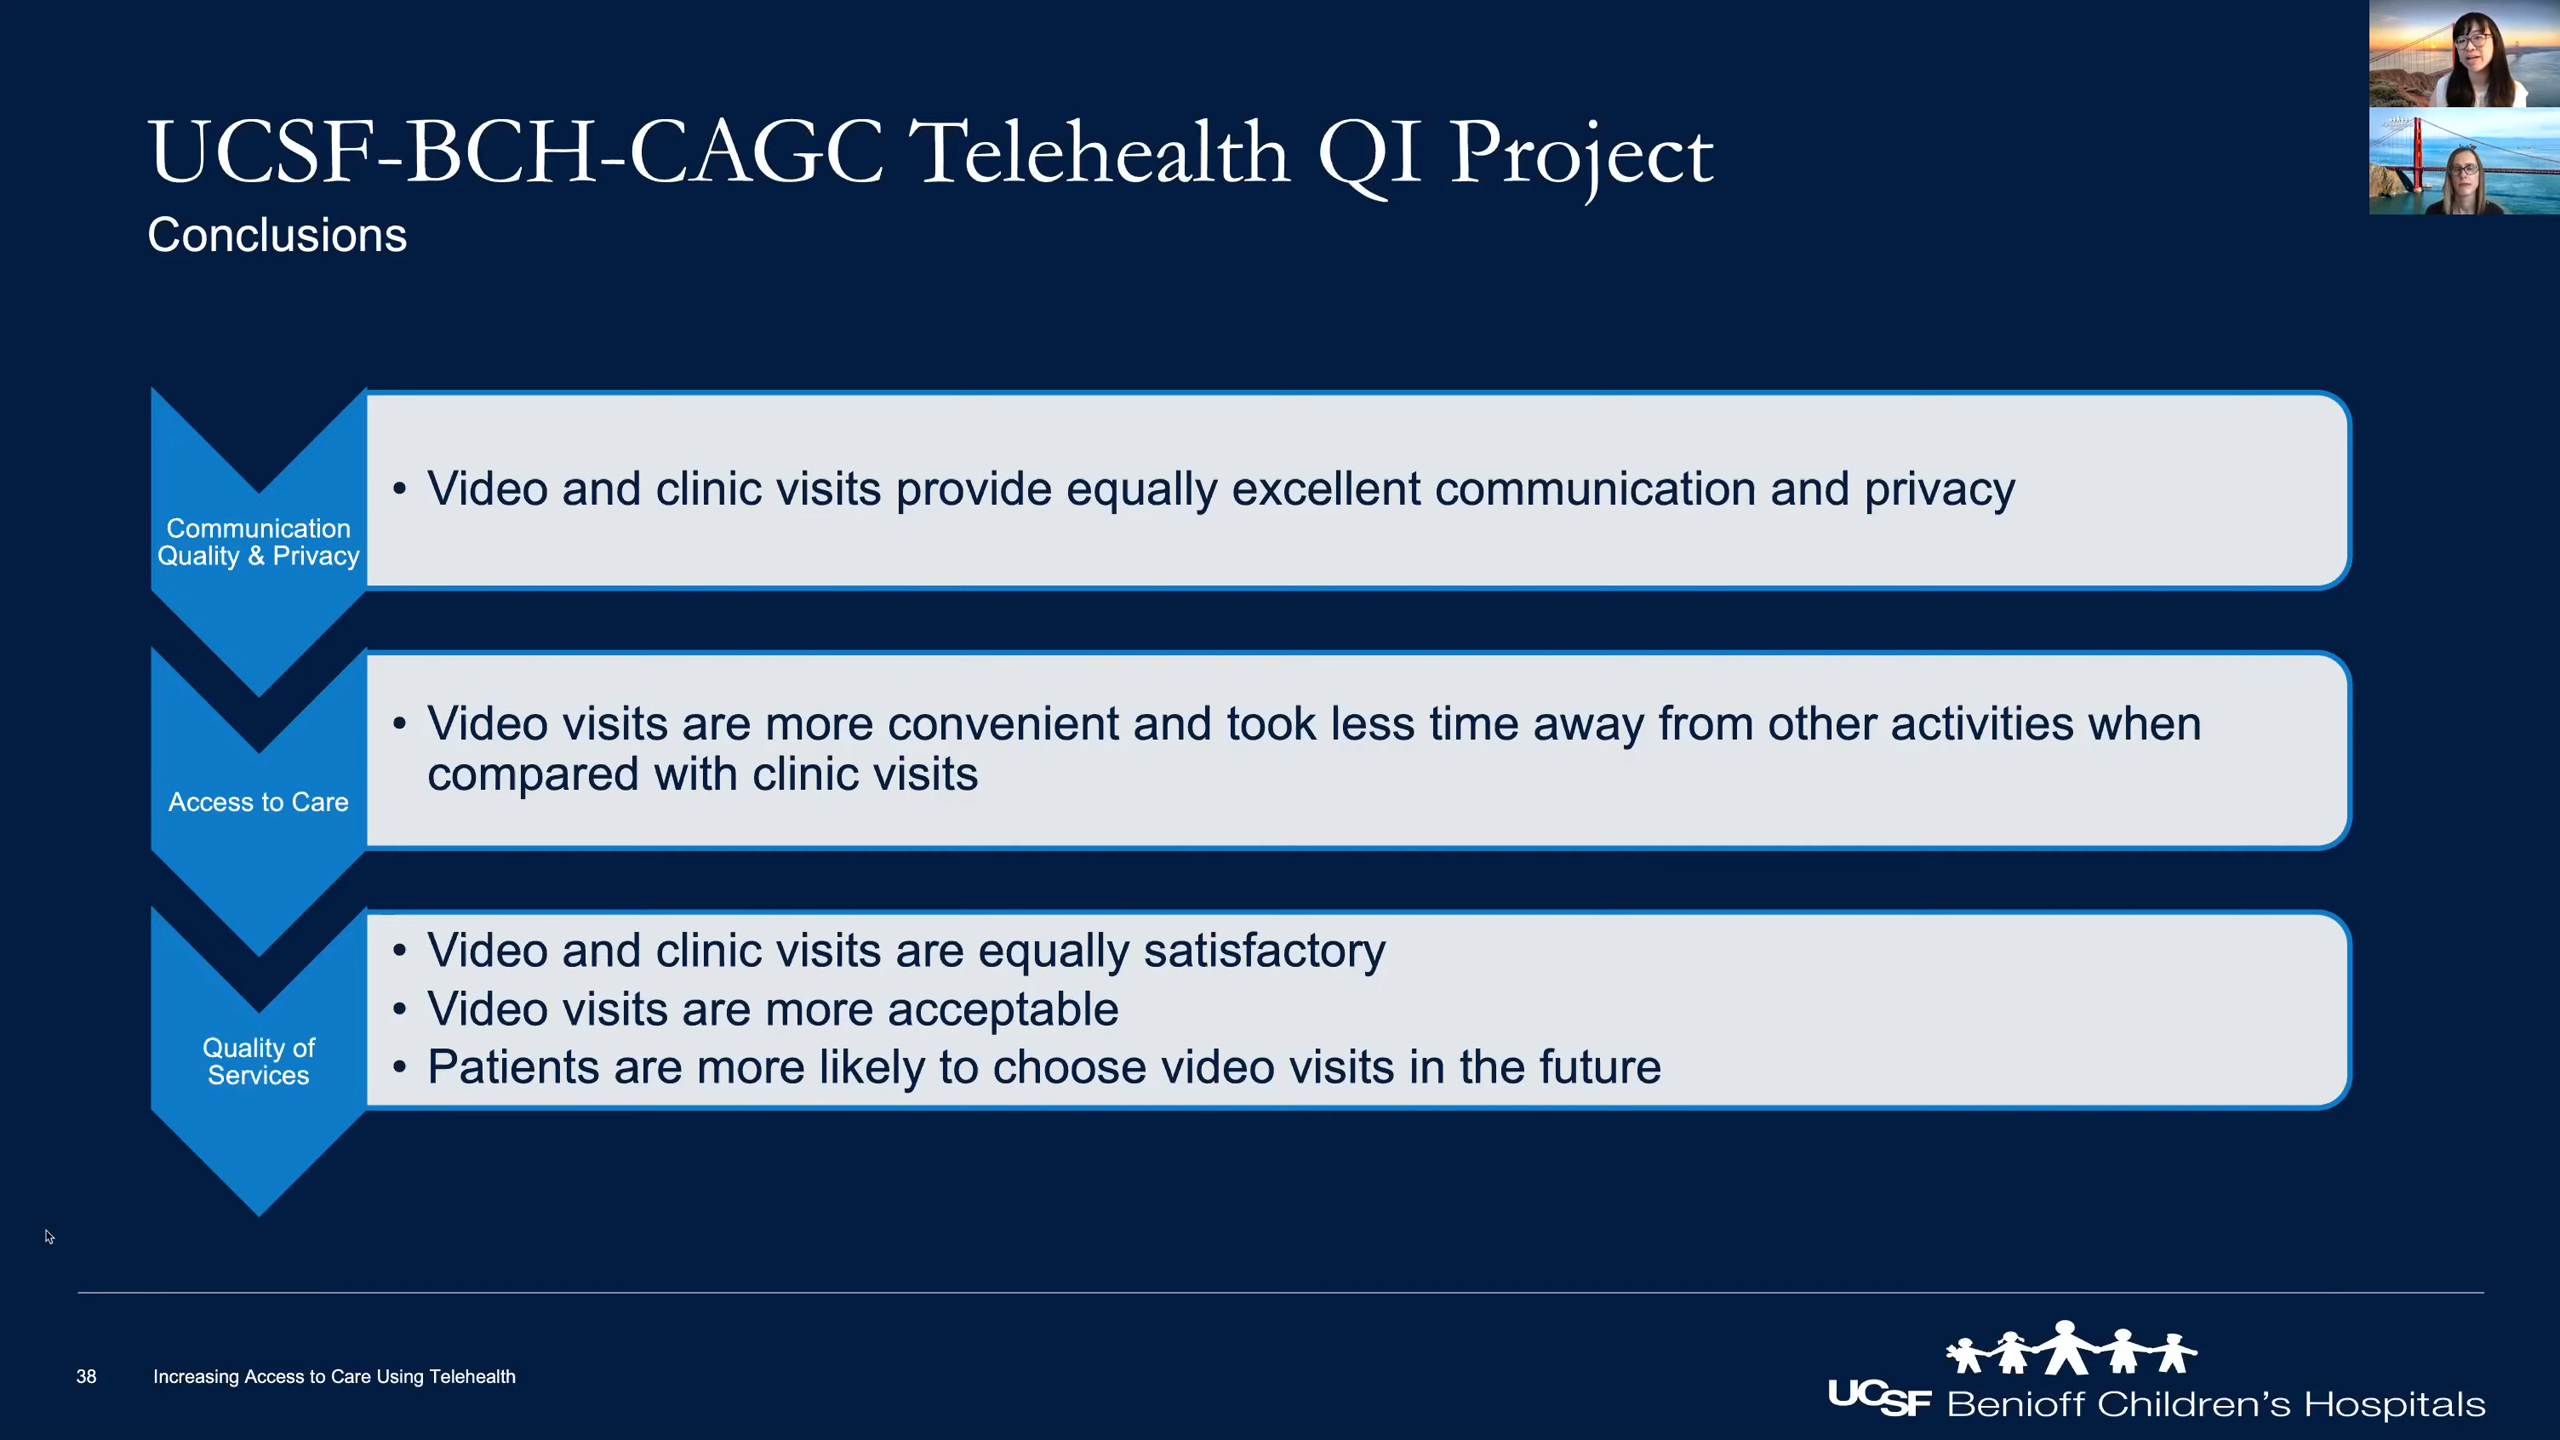 UCSF-BCH-CAGC Telehealth QI Project
Conclusions
Communication
Quality & Privacy
• Video and clinic visits provide equally excellent communication and privacy
Access to Care
• Video visits are more convenient and took less time away from other activities when
compared with clinic visits
Quality of
Services
• Video and clinic visits are equally satisfactory
• Video visits are more acceptable
• Patients are more likely to choose video visits in the future
38
Increasing Access to Care Using Telehealth
UCSF Benioff Children's Hospitals